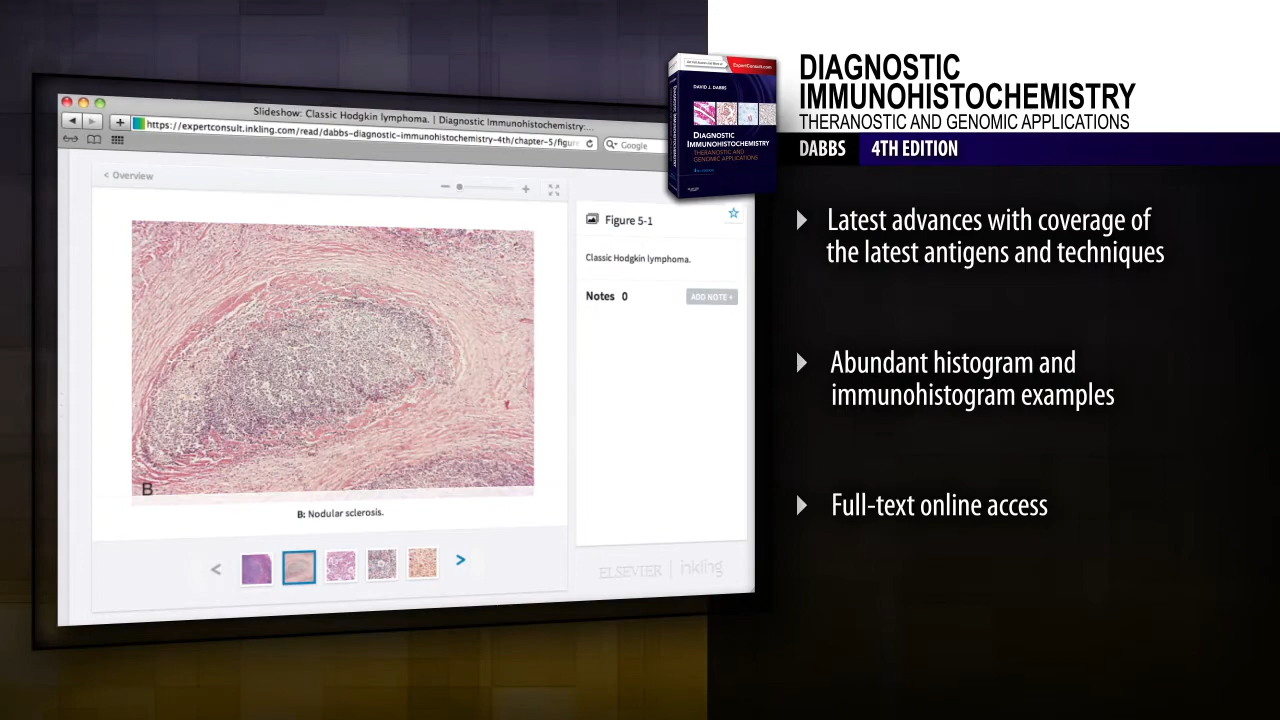 Slideshow: Classic Hodgkin lymphoma. | Diagnostic Immunohistochemistry:...
https://expertconsult.inkling.com/read/dabbs-diagnostic-immunohistochemistry-4th/chapter-5/figure
Google
< Overview
Figure 5-1
Classic Hodgkin lymphoma.
Notes 0
ADD NOTE +
B
B: Nodular sclerosis.
ELSEVIER | inkling
ExpertConsult.com
DAVID J. DABBS
DIAGNOSTIC
IMMUNOHISTOCHEMISTRY
THERANOSTIC AND
GENOMIC APPLICATIONS
DIAGNOSTIC
IMMUNOHISTOCHEMISTRY
THERANOSTIC AND GENOMIC APPLICATIONS
DABBS 4TH EDITION
Latest advances with coverage of
the latest antigens and techniques
Abundant histogram and
immunohistogram examples
Full-text online access